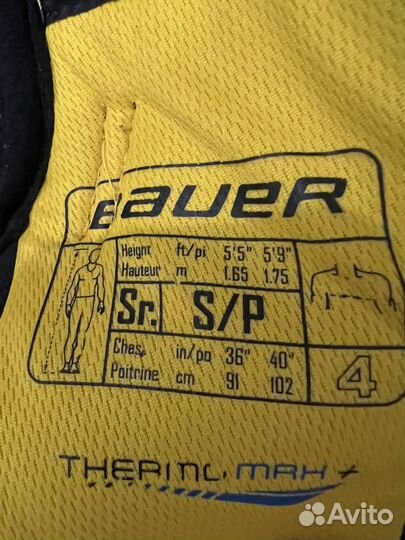 BAUER
Height ft/pi 5'5" 5'9"
Hauteur m 1.65 1.75
Sr. S/P
Chest in/po 36" 40"
Poitrine cm 91 102
4
THERMO MAX +
Avito